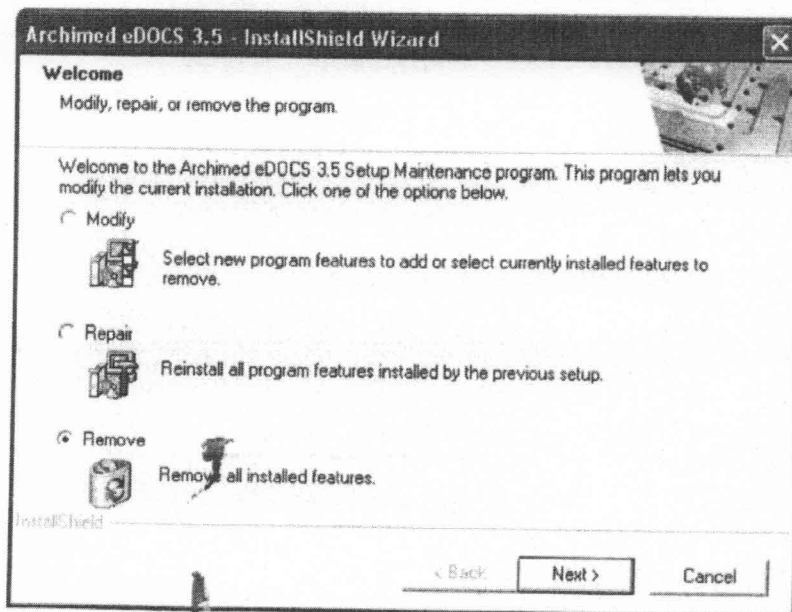 Archimed eDOCS 3.5 - InstallShield Wizard
Welcome
Modify, repair, or remove the program.
Welcome to the Archimed eDOCS 3.5 Setup Maintenance program. This program lets you
modify the current installation. Click one of the options below.
Modify
Select new program features to add or select currently installed features to
remove.
Repair
Reinstall all program features installed by the previous setup.
Remove
Remove all installed features.
InstallShield
< Back
Next >
Cancel